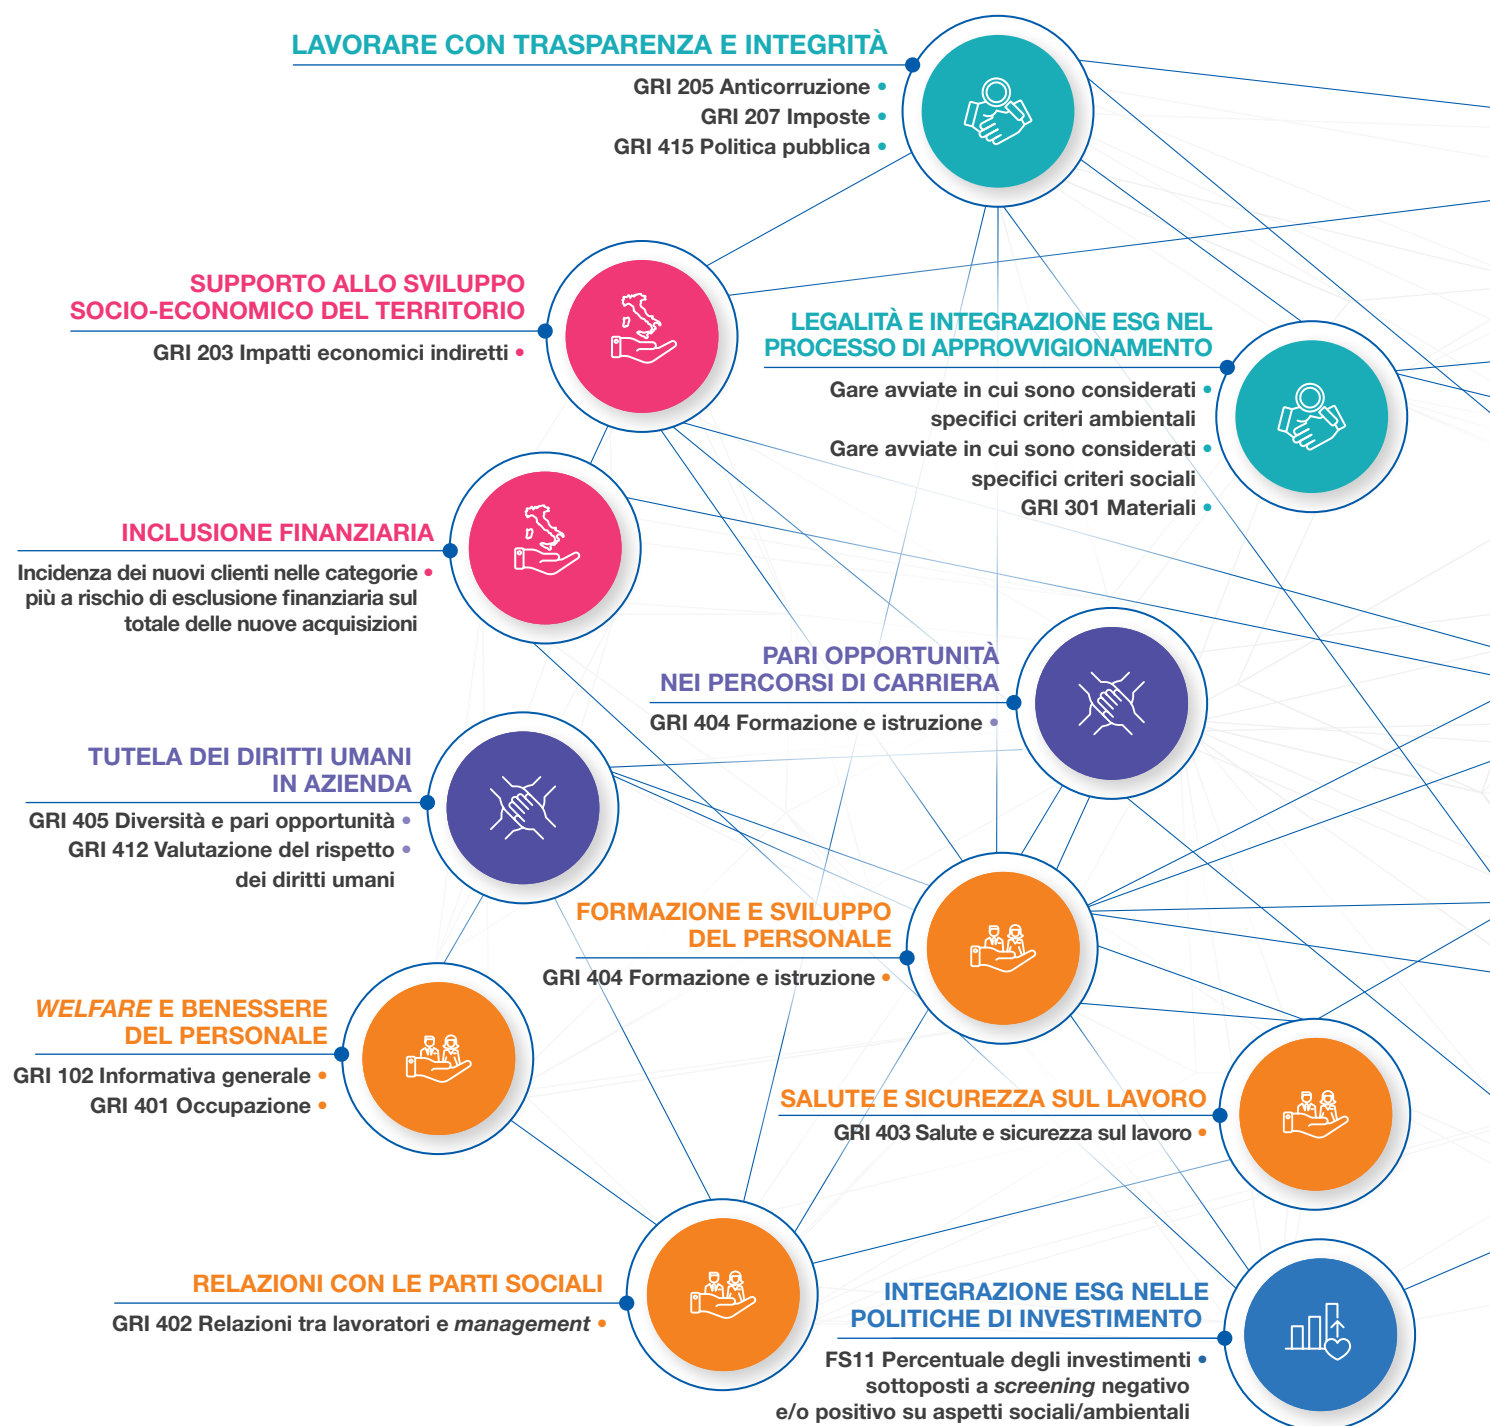 LAVORARE CON TRASPARENZA E INTEGRITÀ
GRI 205 Anticorruzione •
GRI 207 Imposte •
GRI 415 Politica pubblica •
SUPPORTO ALLO SVILUPPO
SOCIO-ECONOMICO DEL TERRITORIO
GRI 203 Impatti economici indiretti •
LEGALITÀ E INTEGRAZIONE ESG NEL
PROCESSO DI APPROVVIGIONAMENTO
Gare avviate in cui sono considerati •
specifici criteri ambientali
Gare avviate in cui sono considerati •
specifici criteri sociali
GRI 301 Materiali •
INCLUSIONE FINANZIARIA
Incidenza dei nuovi clienti nelle categorie •
più a rischio di esclusione finanziaria sul
totale delle nuove acquisizioni
PARI OPPORTUNITÀ
NEI PERCORSI DI CARRIERA
GRI 404 Formazione e istruzione •
TUTELA DEI DIRITTI UMANI
IN AZIENDA
GRI 405 Diversità e pari opportunità •
GRI 412 Valutazione del rispetto •
dei diritti umani
FORMAZIONE E SVILUPPO
DEL PERSONALE
GRI 404 Formazione e istruzione •
WELFARE E BENESSERE
DEL PERSONALE
GRI 102 Informativa generale •
GRI 401 Occupazione •
SALUTE E SICUREZZA SUL LAVORO
GRI 403 Salute e sicurezza sul lavoro •
RELAZIONI CON LE PARTI SOCIALI
GRI 402 Relazioni tra lavoratori e management •
INTEGRAZIONE ESG NELLE
POLITICHE DI INVESTIMENTO
FS11 Percentuale degli investimenti •
sottoposti a screening negativo
e/o positivo su aspetti sociali/ambientali